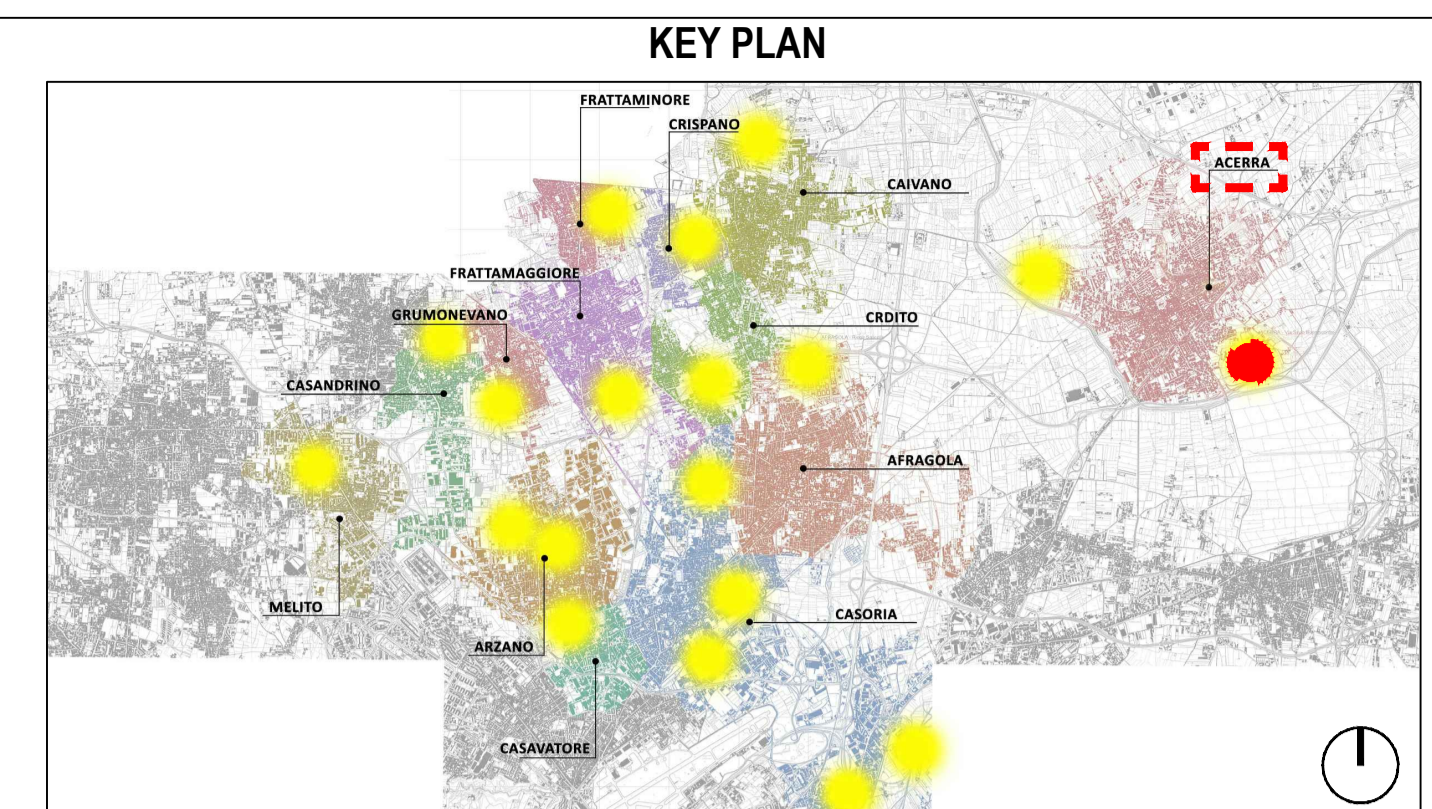 KEY PLAN
FRATTAMINORE
CRISPANO
ACERRA
CAIVANO
FRATTAMAGGIORE
GRUMONEVANO
CRDITO
CASANDRINO
AFRAGOLA
MELITO
CASORIA
ARZANO
CASAVATORE